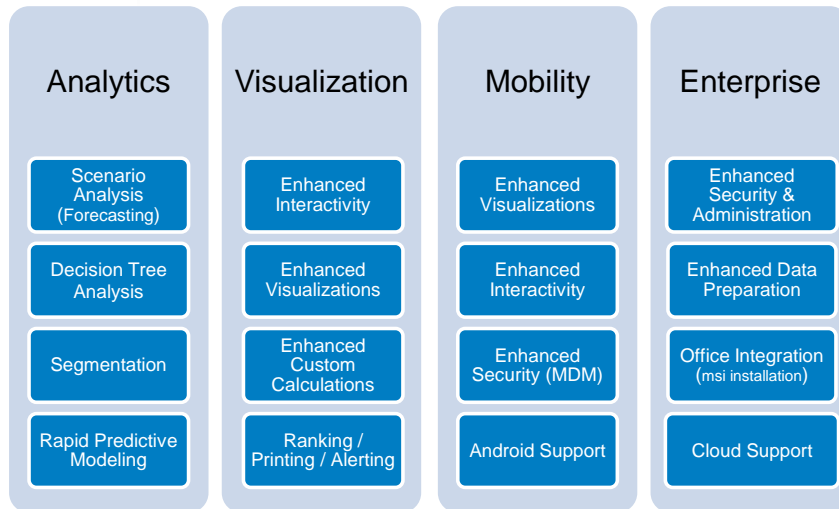 Analytics
Scenario
Analysis
(Forecasting)
Decision Tree
Analysis
Segmentation
Rapid Predictive
Modeling
Visualization
Enhanced
Interactivity
Enhanced
Visualizations
Enhanced
Custom
Calculations
Ranking /
Printing / Alerting
Mobility
Enhanced
Visualizations
Enhanced
Interactivity
Enhanced
Security (MDM)
Android Support
Enterprise
Enhanced
Security &
Administration
Enhanced Data
Preparation
Office Integration
(msi installation)
Cloud Support